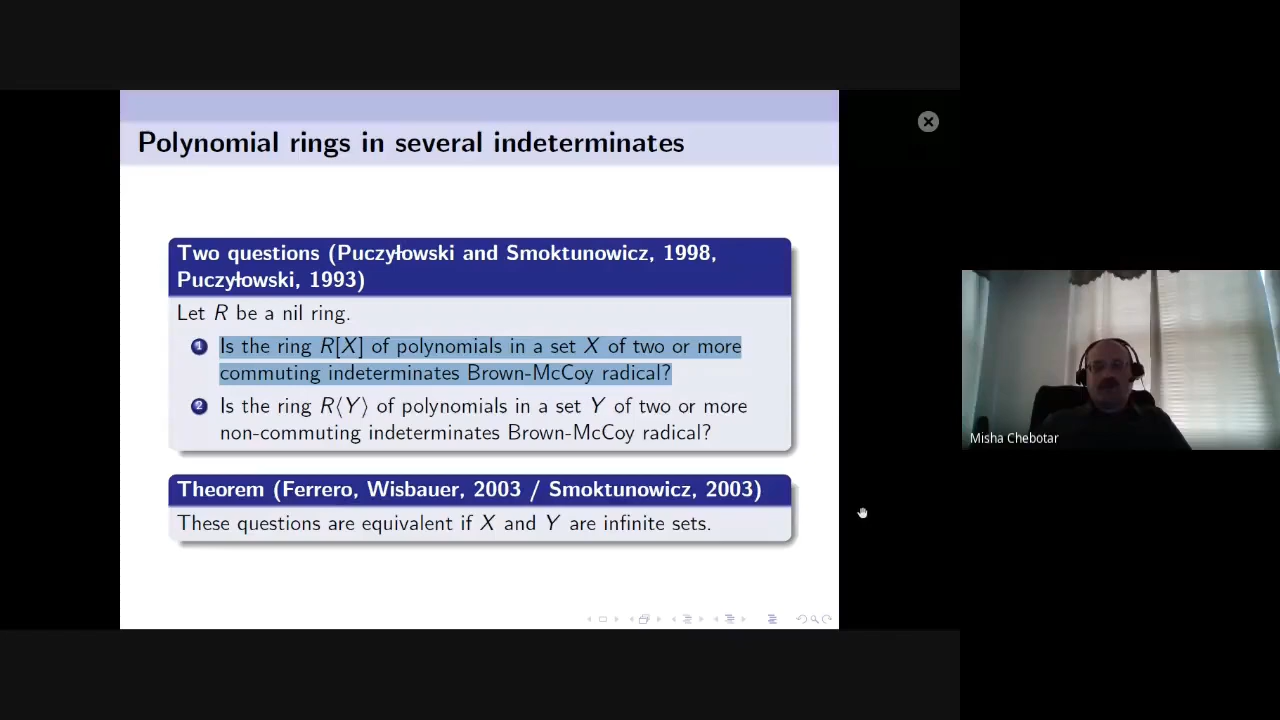 Polynomial rings in several indeterminates
Two questions (Puczyłowski and Smoktunowicz, 1998,
Puczyłowski, 1993)
Let R be a nil ring.
1 Is the ring R[X] of polynomials in a set X of two or more
commuting indeterminates Brown-McCoy radical?
2 Is the ring R⟨Y⟩ of polynomials in a set Y of two or more
non-commuting indeterminates Brown-McCoy radical?
Theorem (Ferrero, Wisbauer, 2003 / Smoktunowicz, 2003)
These questions are equivalent if X and Y are infinite sets.
Misha Chebotar